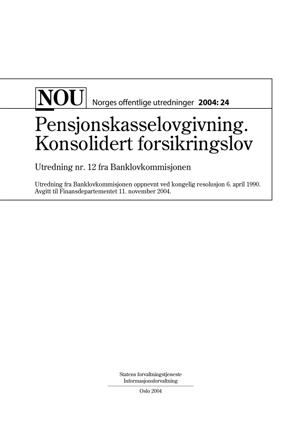 NOU Norges offentlige utredninger 2004: 24
Pensjonskasselovgivning.
Konsolidert forsikringslov
Utredning nr. 12 fra Banklovkommisjonen
Utredning fra Banklovkommisjonen oppnevnt ved kongelig resolusjon 6. april 1990.
Avgitt til Finansdepartementet 11. november 2004.
Statens forvaltningstjeneste
Informasjonsforvaltning
Oslo 2004